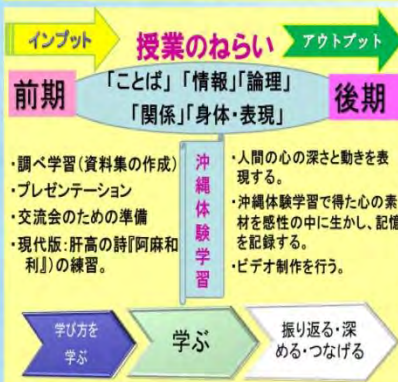 インプット
授業のねらい
アウトプット
前期
「ことば」「情報」「論理」
「関係」「身体・表現」
後期
・調べ学習(資料集の作成)
・プレゼンテーション
・交流会のための準備
・現代版:肝高の詩『阿麻和
利』)の練習。
沖縄体験学習
・人間の心の深さと動きを表
現する。
・沖縄体験学習で得た心の素
材を感性の中に生かし、記憶
を記録する。
・ビデオ制作を行う。
学び方を
学ぶ
学ぶ
振り返る・深
める・つなげる